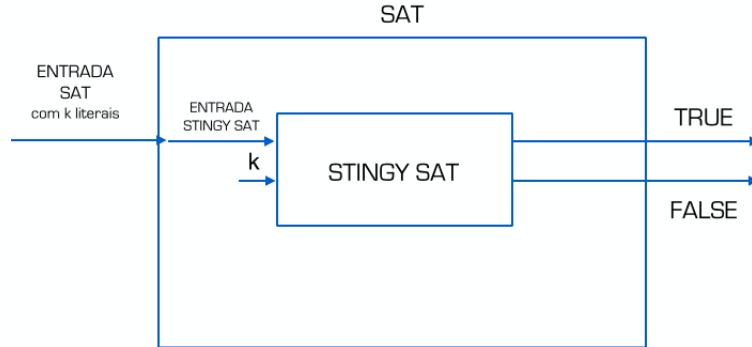 SAT
ENTRADA
SAT
com k literais
ENTRADA
STINGY SAT
k
STINGY SAT
TRUE
FALSE